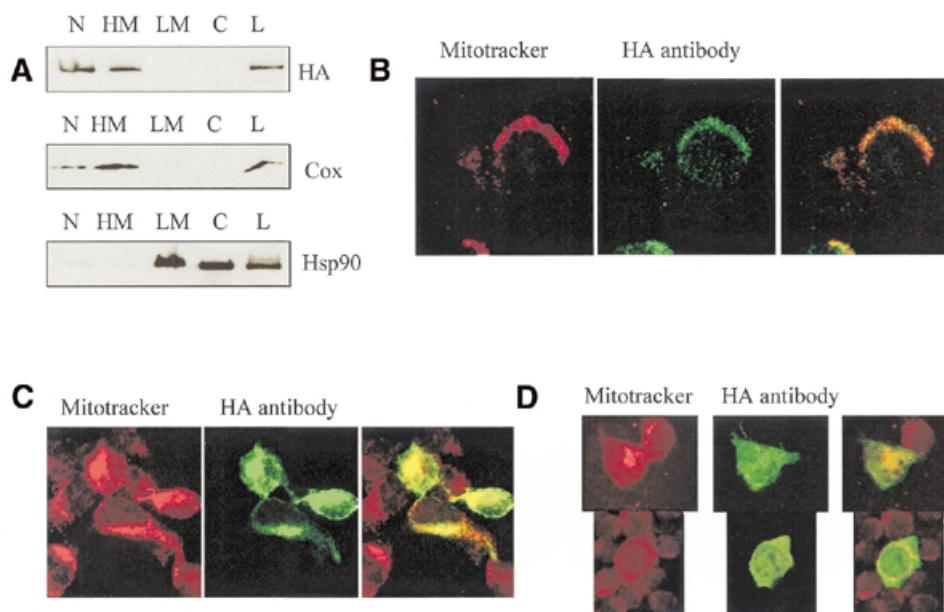 A
N HM LM C L
HA
N HM LM C L
Cox
N HM LM C L
Hsp90
B
Mitotracker HA antibody
C
Mitotracker HA antibody
D
Mitotracker HA antibody